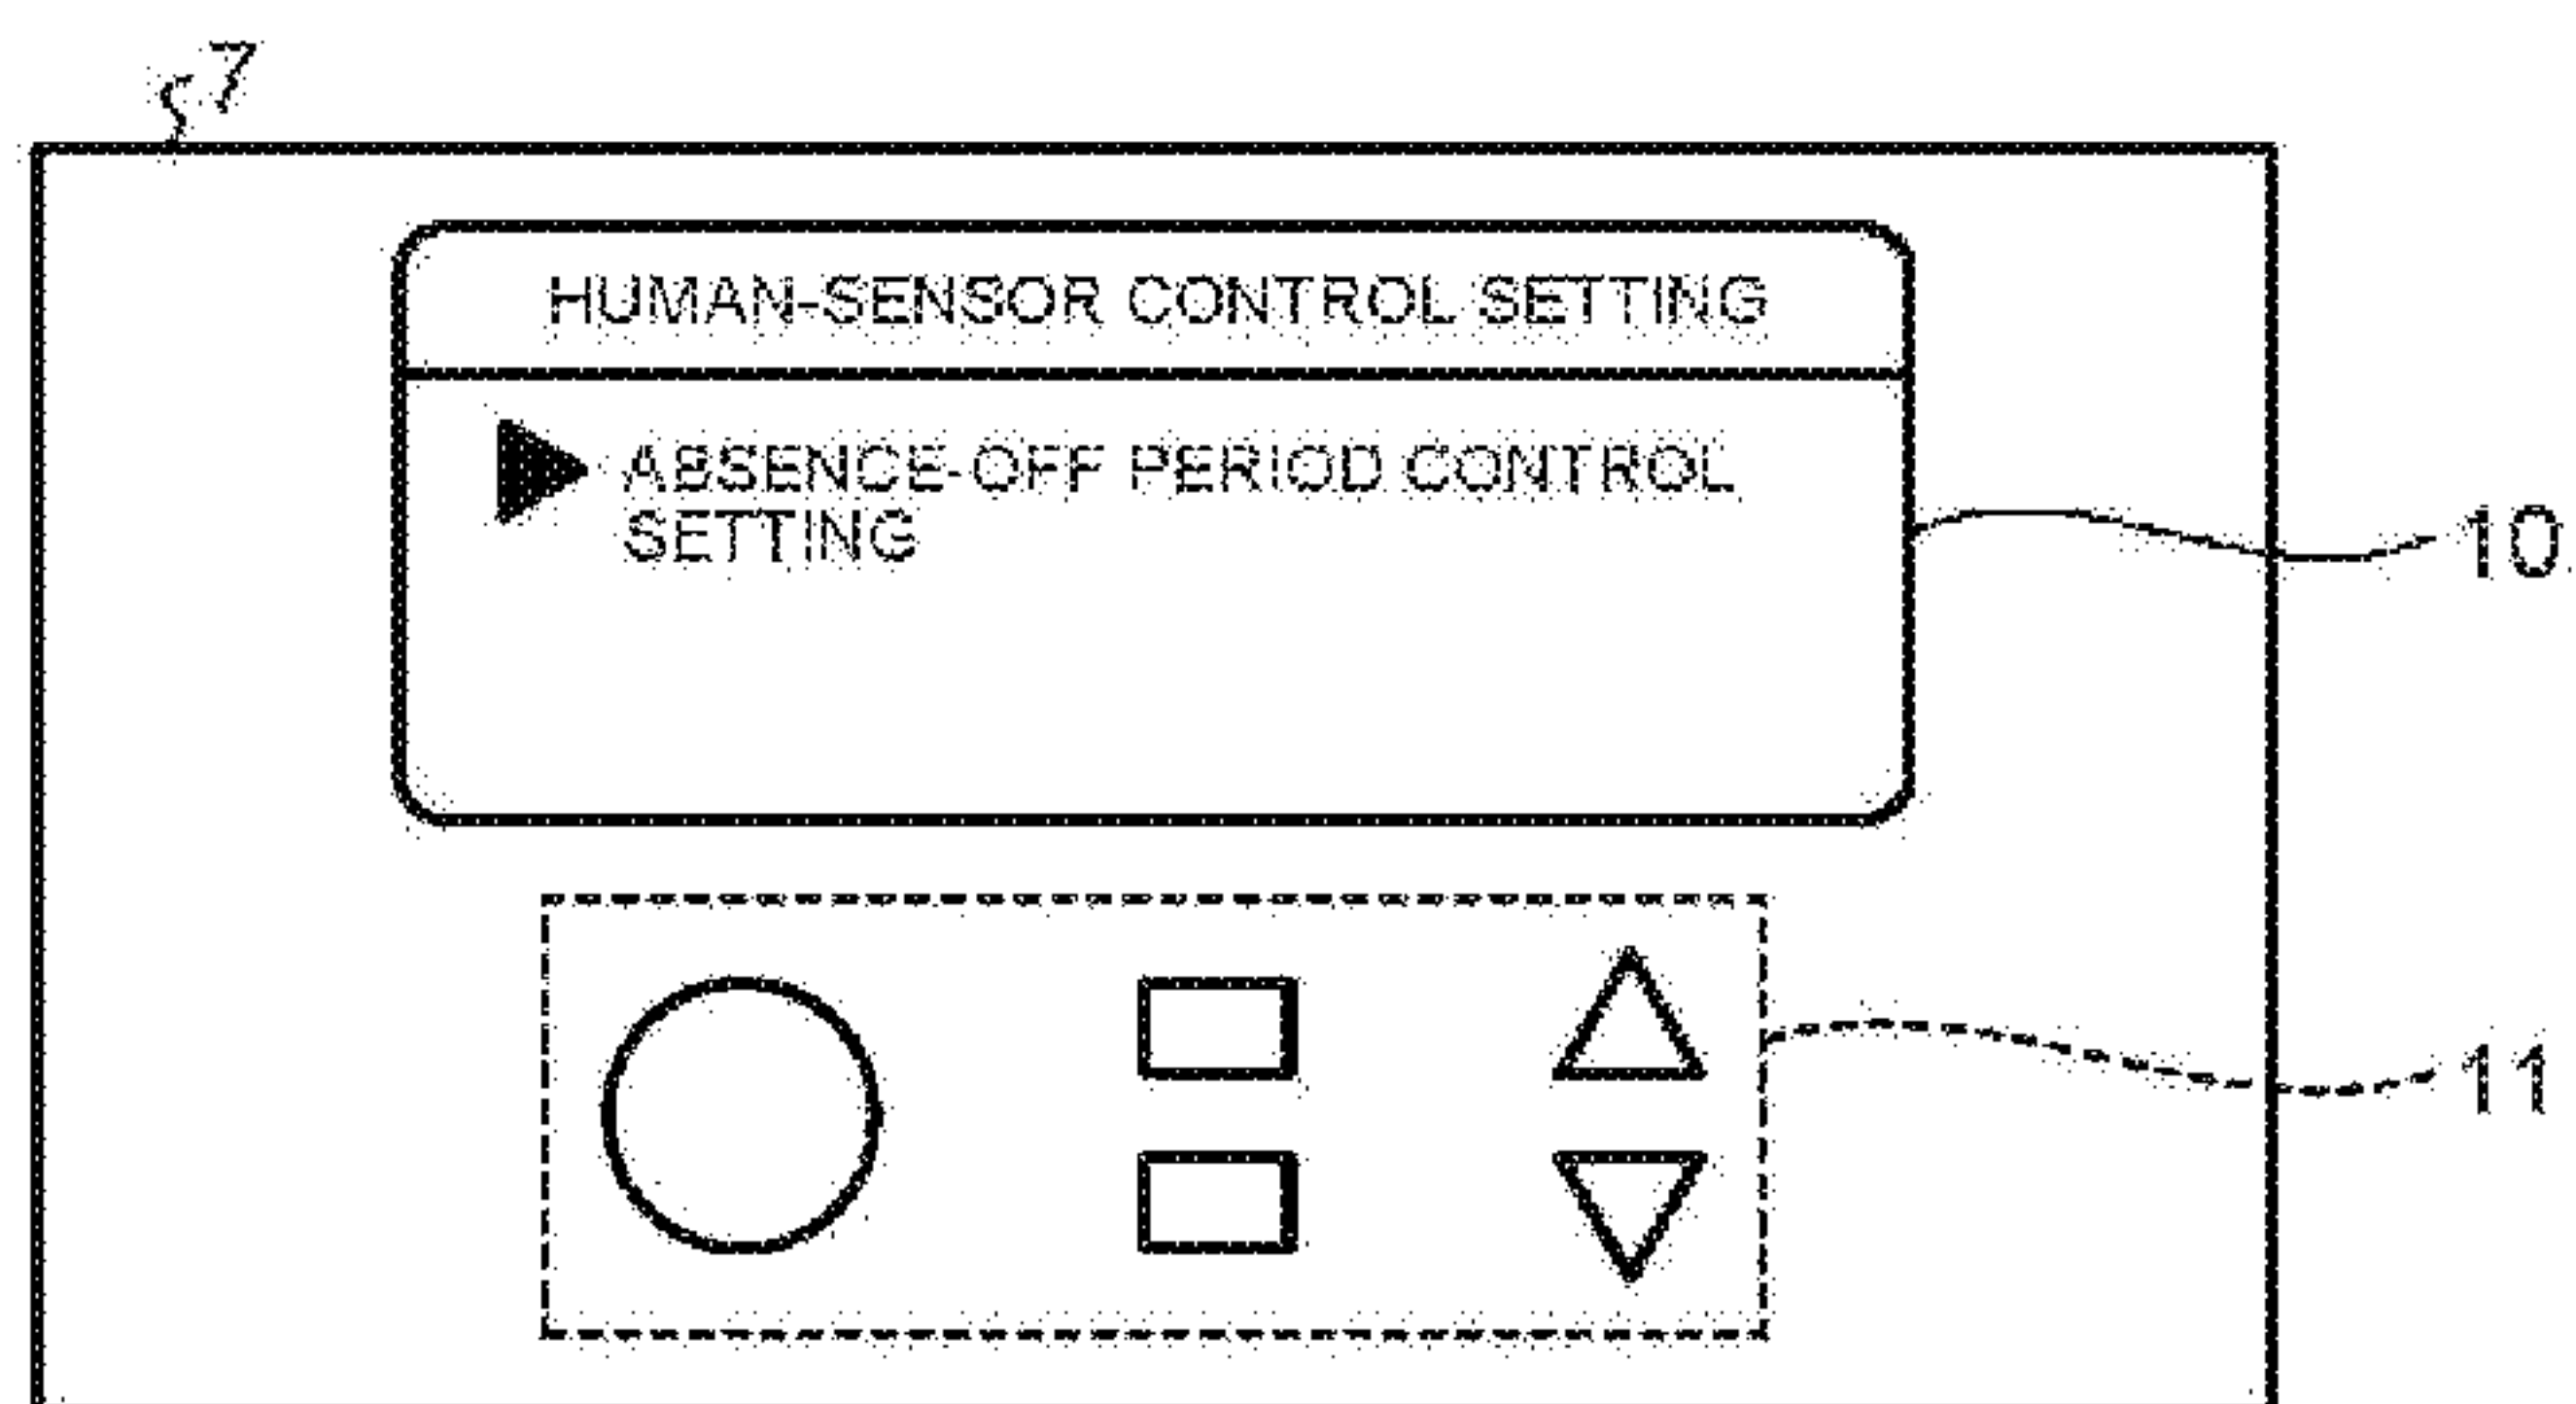 7
HUMAN-SENSOR CONTROL SETTING
ABSENCE-OFF PERIOD CONTROL
SETTING
10
11